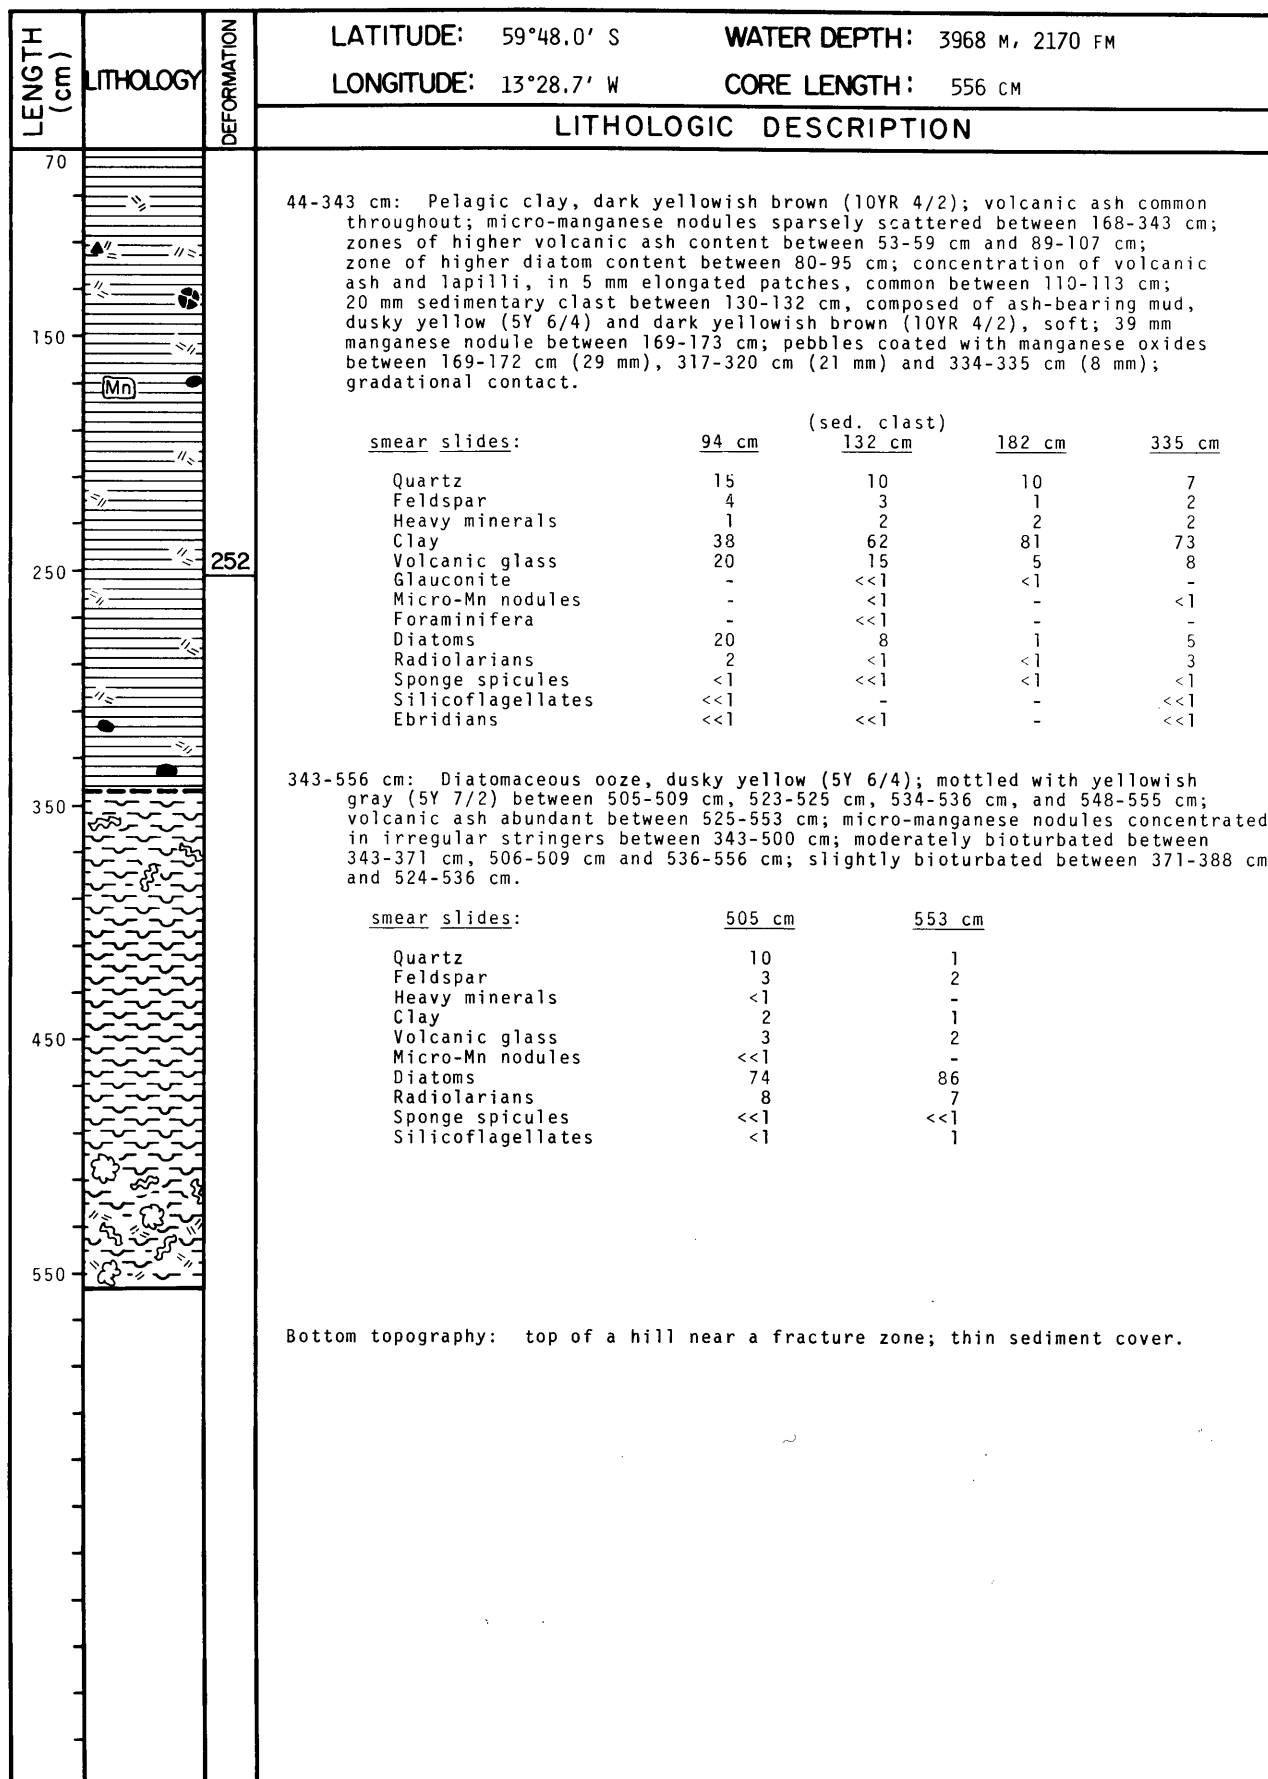 LENGTH (cm)
LITHOLOGY
DEFORMATION
LATITUDE: 59°48.0' S WATER DEPTH: 3968 M, 2170 FM
LONGITUDE: 13°28.7' W CORE LENGTH: 556 CM
LITHOLOGIC DESCRIPTION
70
44-343 cm: Pelagic clay, dark yellowish brown (10YR 4/2); volcanic ash common
throughout; micro-manganese nodules sparsely scattered between 168-343 cm;
zones of higher volcanic ash content between 53-59 cm and 89-107 cm;
zone of higher diatom content between 80-95 cm; concentration of volcanic
ash and lapilli, in 5 mm elongated patches, common between 110-113 cm;
20 mm sedimentary clast between 130-132 cm, composed of ash-bearing mud,
dusky yellow (5Y 6/4) and dark yellowish brown (10YR 4/2), soft; 39 mm
150
manganese nodule between 169-173 cm; pebbles coated with manganese oxides
between 169-172 cm (29 mm), 317-320 cm (21 mm) and 334-335 cm (8 mm);
gradational contact.
Mn
(sed. clast)
smear slides: 94 cm 132 cm 182 cm 335 cm
Quartz 15 10 10 7
Feldspar 4 3 1 2
Heavy minerals 1 2 2 2
Clay 38 62 81 73
Volcanic glass 20 15 5 8
252
250
Glauconite - <<1 <1 -
Micro-Mn nodules - <1 - <1
Foraminifera - <<1 - -
Diatoms 20 8 1 5
Radiolarians 2 <1 <1 3
Sponge spicules <1 <<1 <1 <1
Silicoflagellates <<1 - - <<1
Ebridians <<1 <<1 - <<1
343-556 cm: Diatomaceous ooze, dusky yellow (5Y 6/4); mottled with yellowish
gray (5Y 7/2) between 505-509 cm, 523-525 cm, 534-536 cm, and 548-555 cm;
350
volcanic ash abundant between 525-553 cm; micro-manganese nodules concentrated
in irregular stringers between 343-500 cm; moderately bioturbated between
343-371 cm, 506-509 cm and 536-556 cm; slightly bioturbated between 371-388 cm
and 524-536 cm.
smear slides: 505 cm 553 cm
Quartz 10 1
Feldspar 3 2
Heavy minerals <1 -
Clay 2 1
Volcanic glass 3 2
450
Micro-Mn nodules <<1 -
Diatoms 74 86
Radiolarians 8 7
Sponge spicules <<1 <<1
Silicoflagellates <1 1
550
Bottom topography: top of a hill near a fracture zone; thin sediment cover.